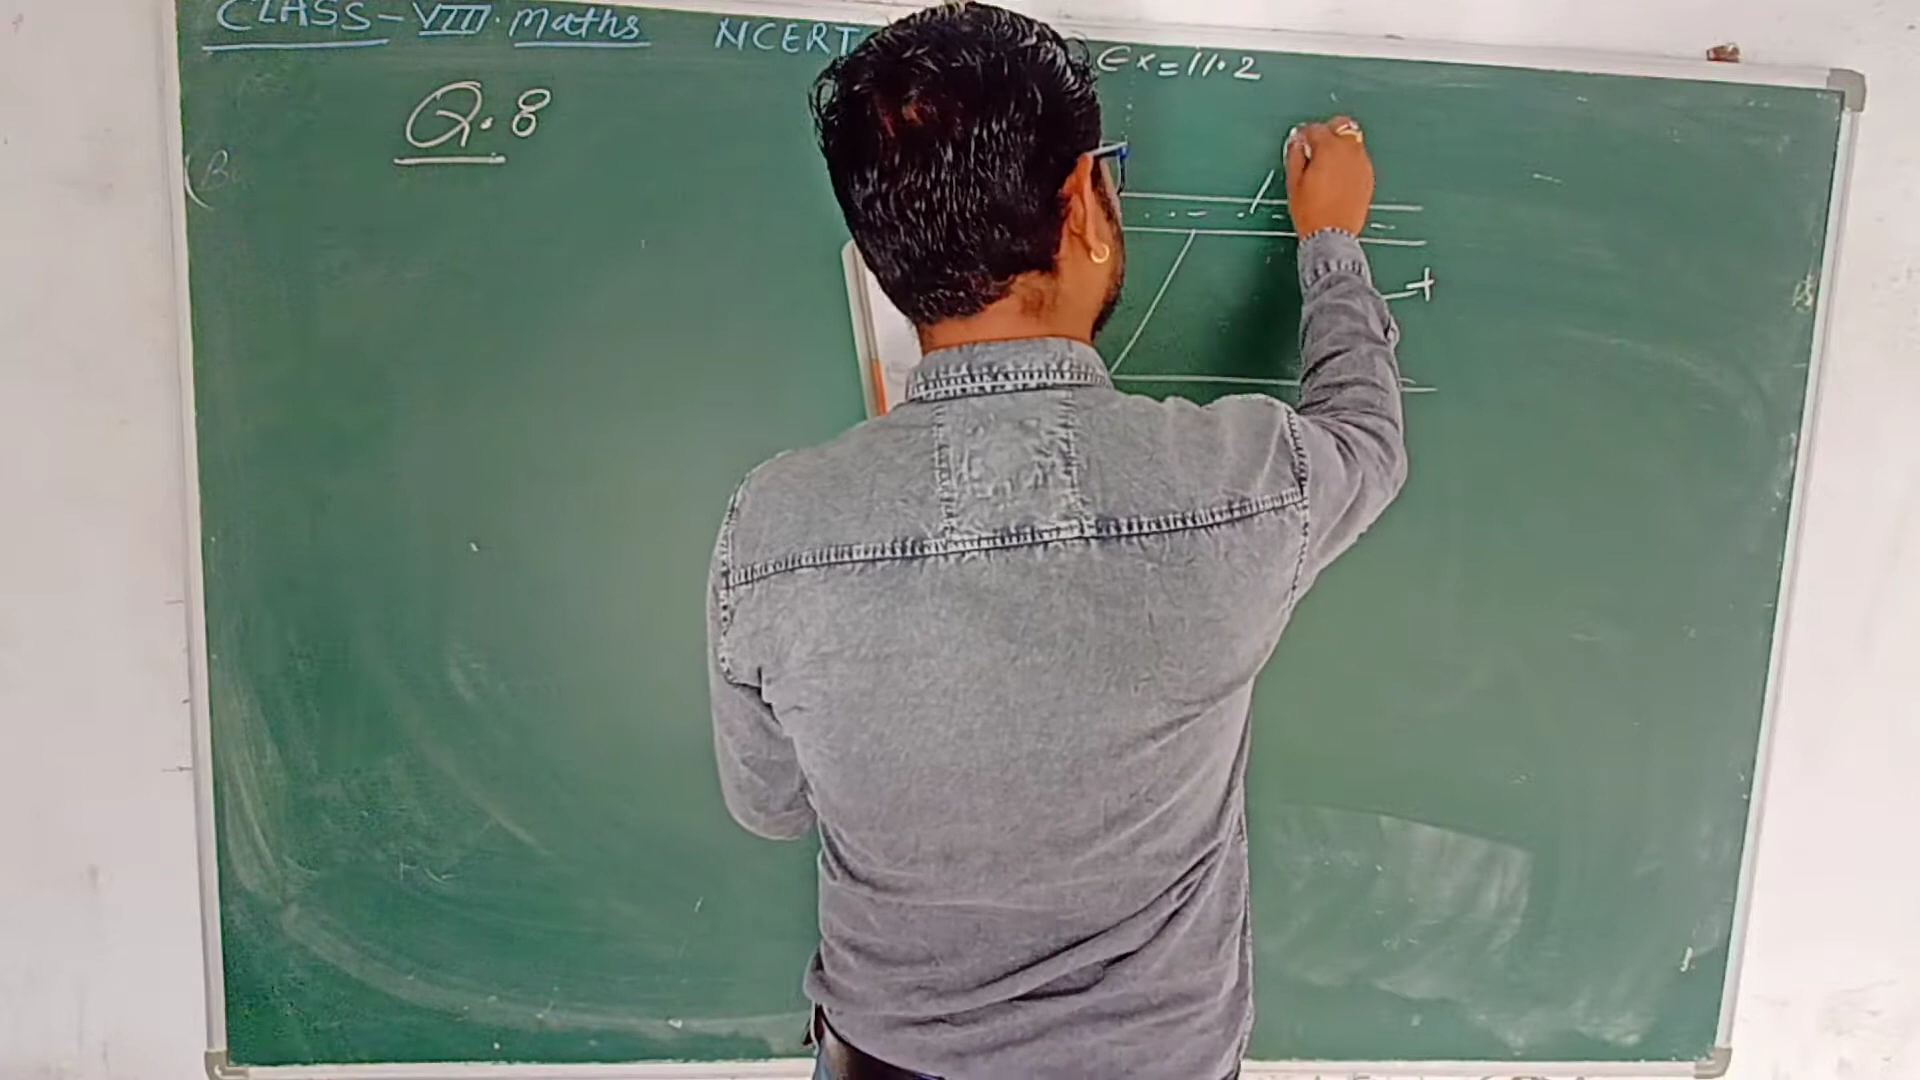 CLASS - VIII. Maths NCERT Ex = 11.2
Q. 8